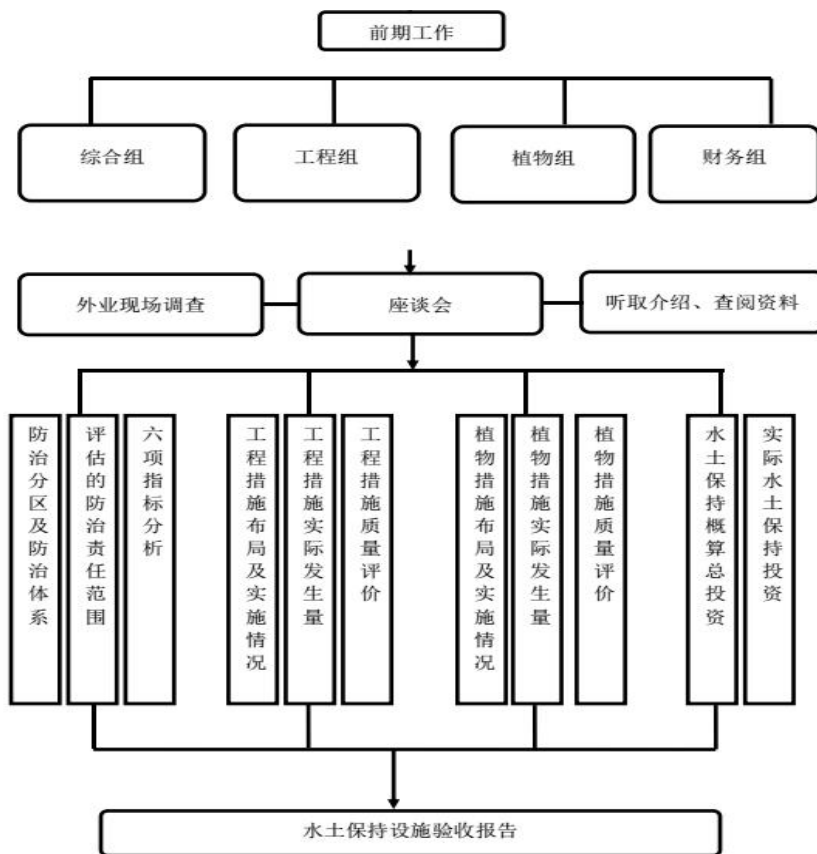 前期工作
综合组
工程组
植物组
财务组
外业现场调查
座谈会
听取介绍、查阅资料
防治分区及防治体系
评估的防治责任范围
六项指标分析
工程措施布局及实施情况
工程措施实际发生量
工程措施质量评价
植物措施布局及实施情况
植物措施实际发生量
植物措施质量评价
水土保持概算总投资
实际水土保持投资
水土保持设施验收报告